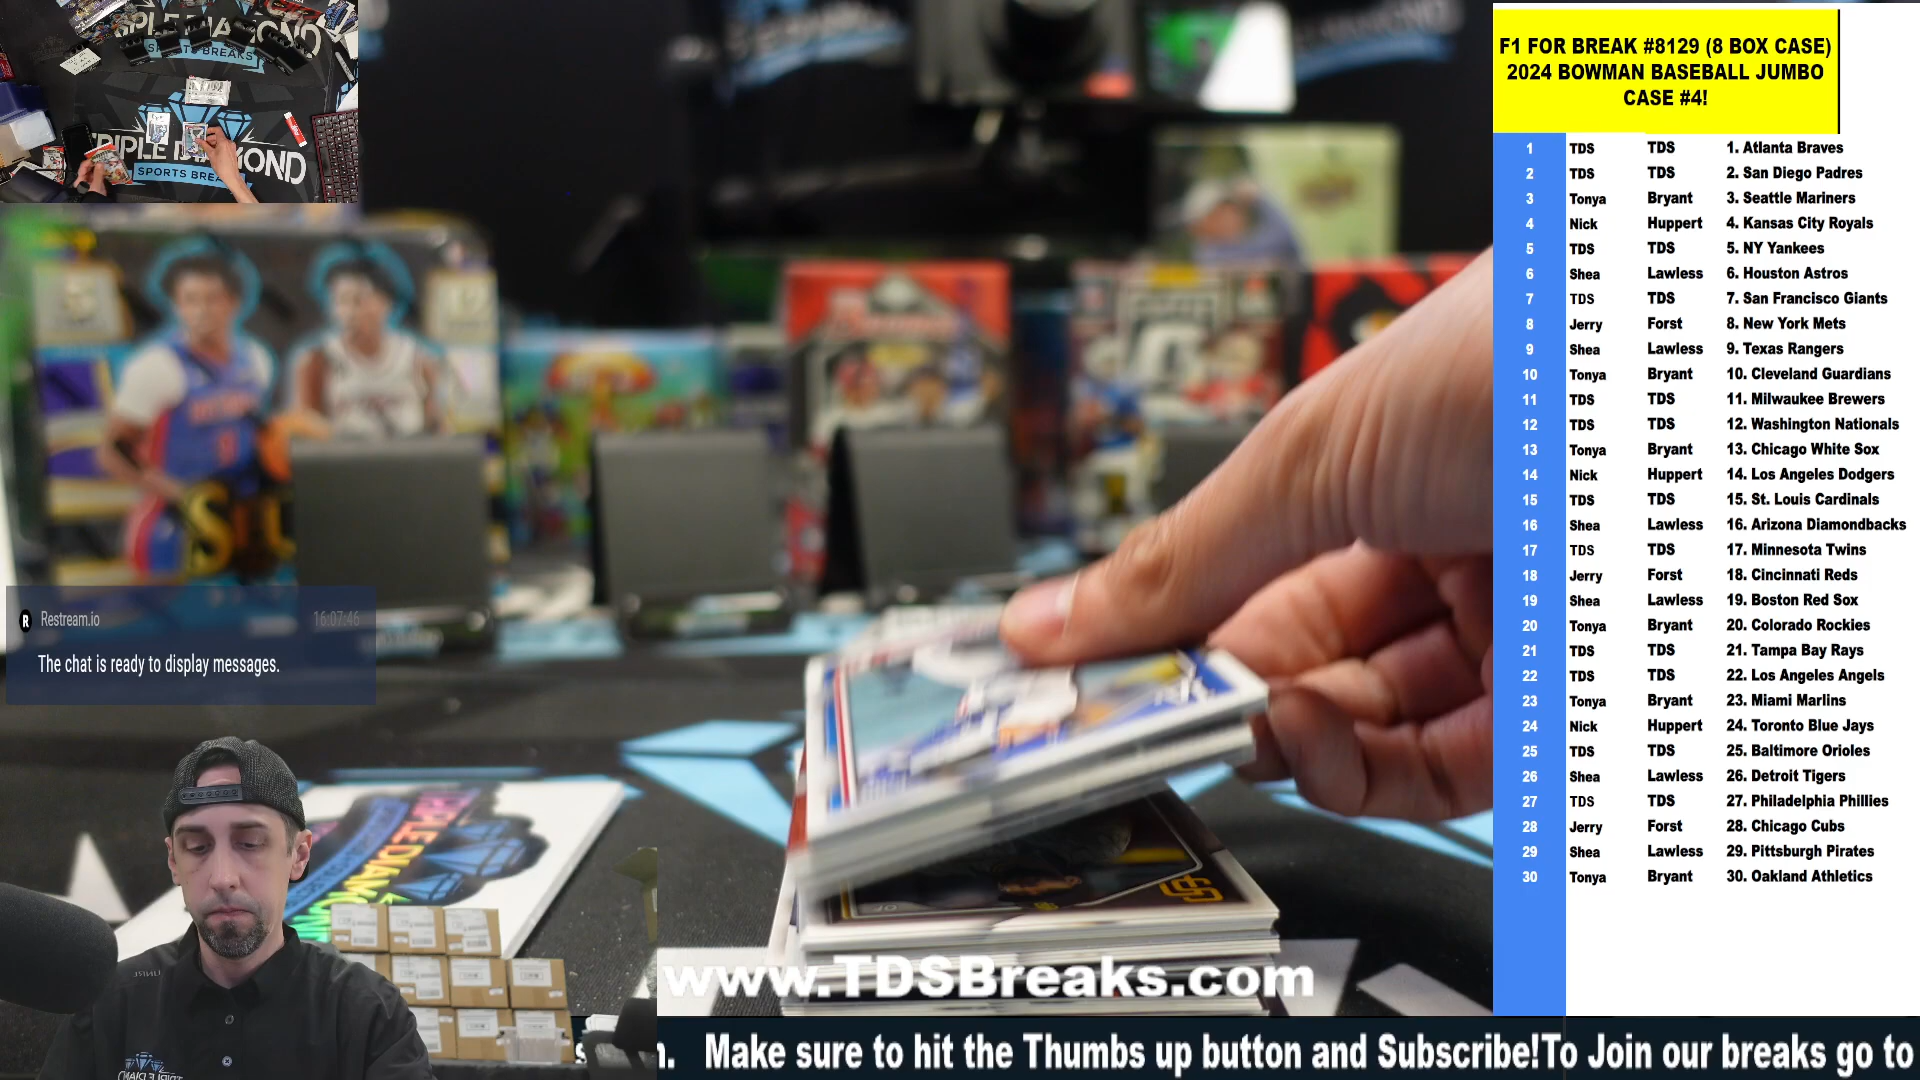 F1 FOR BREAK #8129 (8 BOX CASE)
2024 BOWMAN BASEBALL JUMBO
CASE #4!
1 TDS TDS 1. Atlanta Braves
2 TDS TDS 2. San Diego Padres
3 Tonya Bryant 3. Seattle Mariners
4 Nick Huppert 4. Kansas City Royals
5 TDS TDS 5. NY Yankees
6 Shea Lawless 6. Houston Astros
7 TDS TDS 7. San Francisco Giants
8 Jerry Forst 8. New York Mets
9 Shea Lawless 9. Texas Rangers
10 Tonya Bryant 10. Cleveland Guardians
11 TDS TDS 11. Milwaukee Brewers
12 TDS TDS 12. Washington Nationals
13 Tonya Bryant 13. Chicago White Sox
14 Nick Huppert 14. Los Angeles Dodgers
15 TDS TDS 15. St. Louis Cardinals
16 Shea Lawless 16. Arizona Diamondbacks
17 TDS TDS 17. Minnesota Twins
18 Jerry Forst 18. Cincinnati Reds
19 Shea Lawless 19. Boston Red Sox
20 Tonya Bryant 20. Colorado Rockies
21 TDS TDS 21. Tampa Bay Rays
22 TDS TDS 22. Los Angeles Angels
23 Tonya Bryant 23. Miami Marlins
24 Nick Huppert 24. Toronto Blue Jays
25 TDS TDS 25. Baltimore Orioles
26 Shea Lawless 26. Detroit Tigers
27 TDS TDS 27. Philadelphia Phillies
28 Jerry Forst 28. Chicago Cubs
29 Shea Lawless 29. Pittsburgh Pirates
30 Tonya Bryant 30. Oakland Athletics
SPORTS BREAKS
DIAMOND
Restream.io 16:07:46
The chat is ready to display messages.
TRIPLE DIAMOND
www.TDSBreaks.com
Make sure to hit the Thumbs up button and Subscribe!To Join our breaks go to